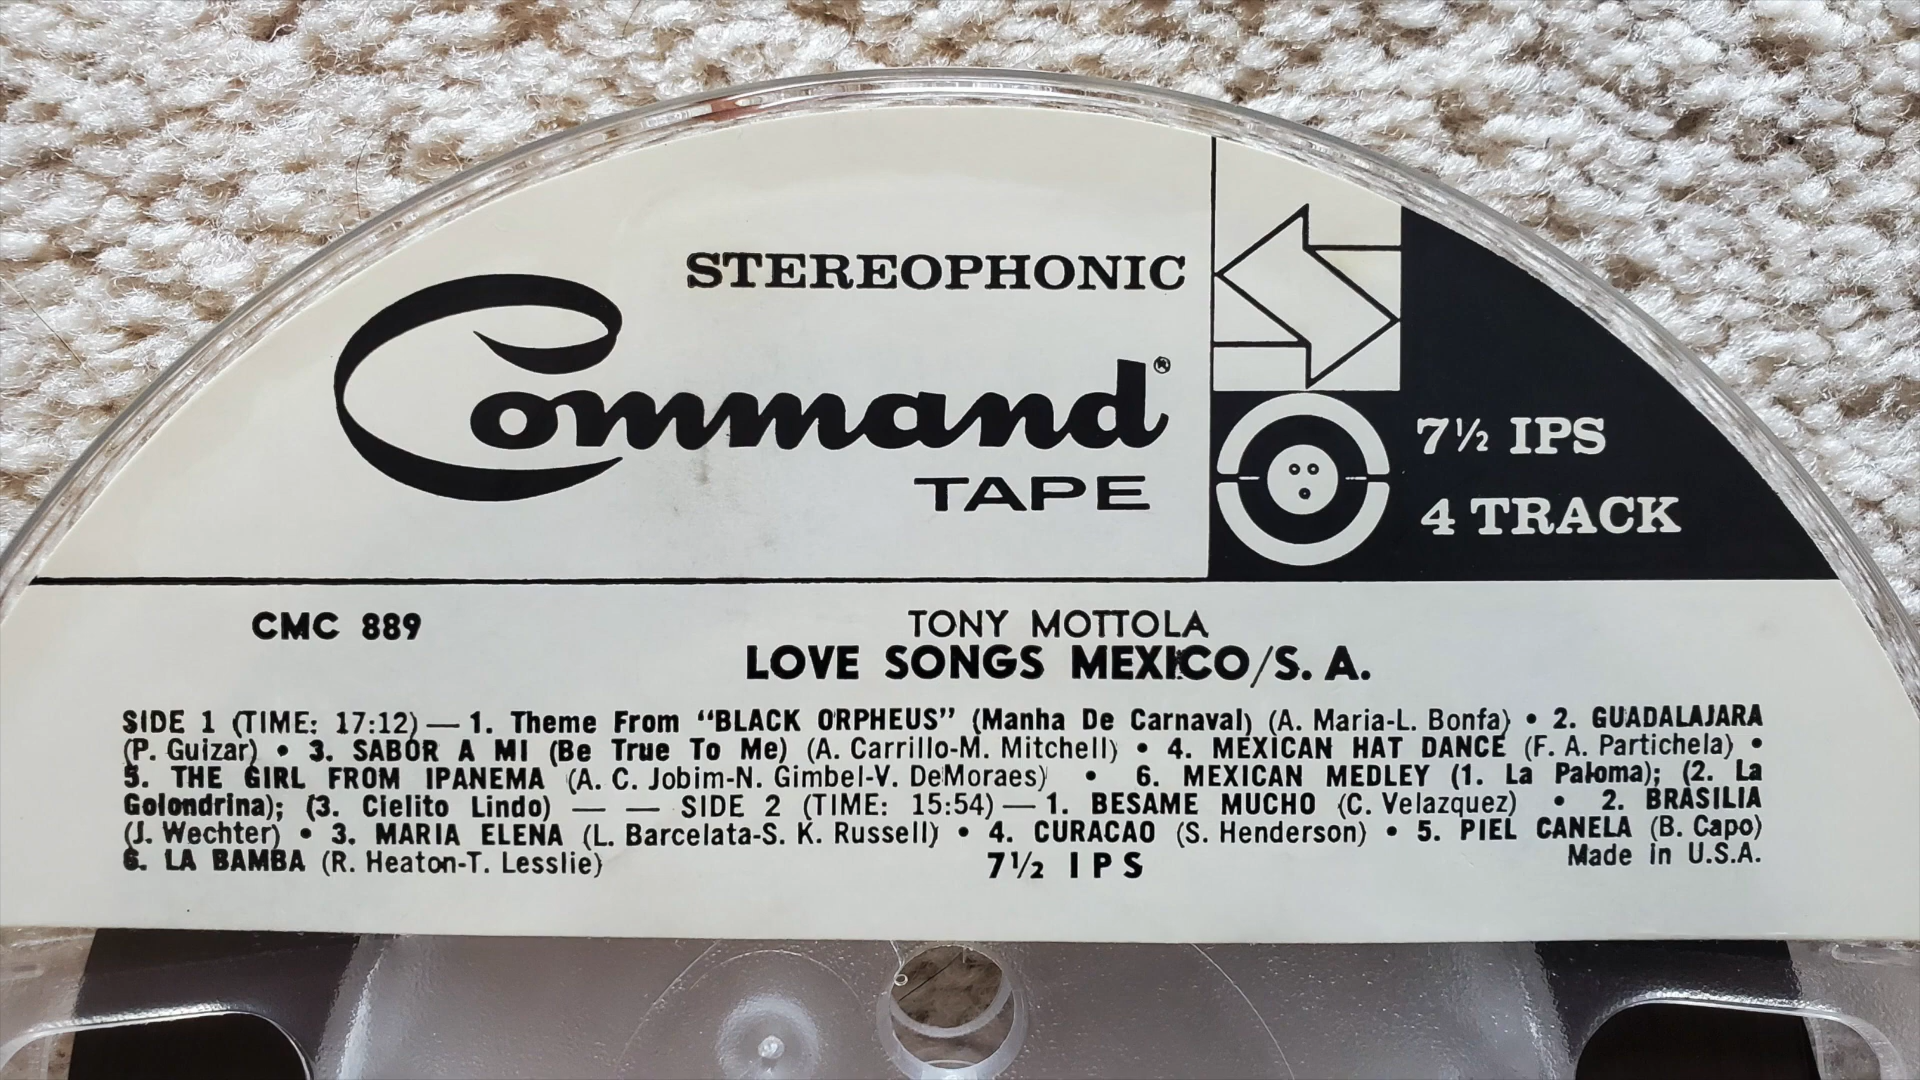 STEREOPHONIC
Command®
TAPE
7½ IPS
4 TRACK
CMC 889
TONY MOTTOLA
LOVE SONGS MEXICO/S. A.
SIDE 1 (TIME: 17:12) — 1. Theme From “BLACK ORPHEUS” (Manha De Carnaval) (A. Maria-L. Bonfa) • 2. GUADALAJARA
(P. Guizar) • 3. SABOR A MI (Be True To Me) (A. Carrillo-M. Mitchell) • 4. MEXICAN HAT DANCE (F. A. Partichela) •
5. THE GIRL FROM IPANEMA (A. C. Jobim-N. Gimbel-V. DeMoraes) • 6. MEXICAN MEDLEY (1. La Paloma); (2. La
Golondrina); (3. Cielito Lindo) — — SIDE 2 (TIME: 15:54) — 1. BESAME MUCHO (C. Velazquez) • 2. BRASILIA
(J. Wechter) • 3. MARIA ELENA (L. Barcelata-S. K. Russell) • 4. CURACAO (S. Henderson) • 5. PIEL CANELA (B. Capo)
6. LA BAMBA (R. Heaton-T. Lesslie) 7½ IPS Made in U.S.A.